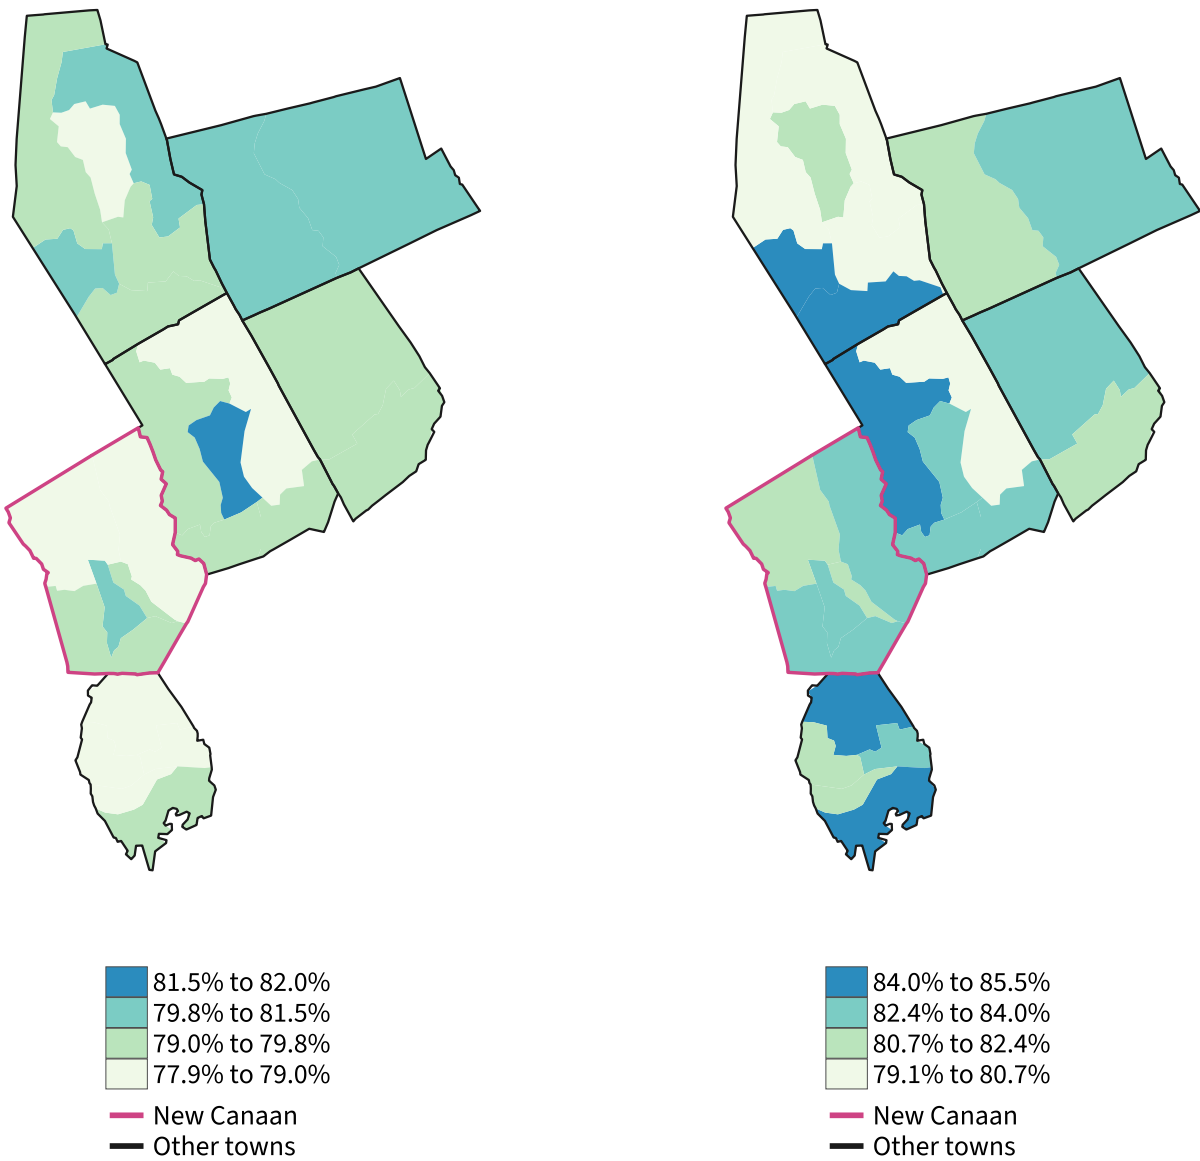 81.5% to 82.0%
79.8% to 81.5%
79.0% to 79.8%
77.9% to 79.0%
New Canaan
Other towns
84.0% to 85.5%
82.4% to 84.0%
80.7% to 82.4%
79.1% to 80.7%
New Canaan
Other towns